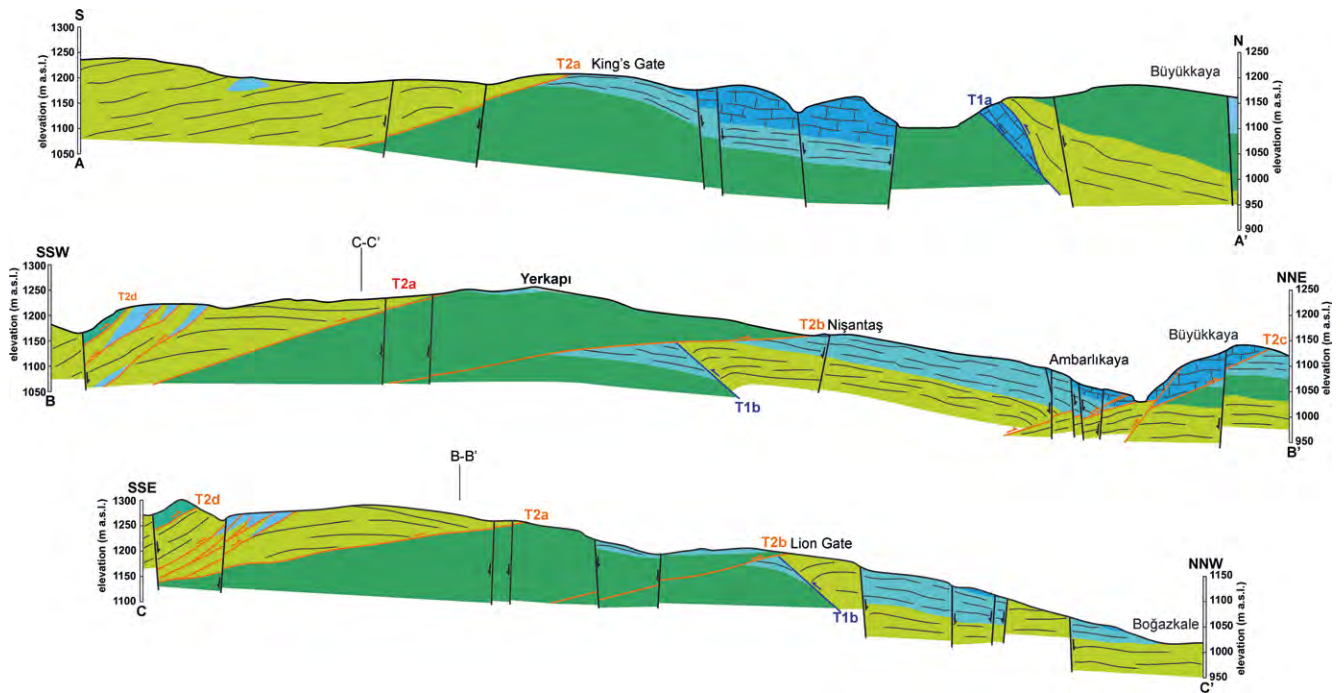 S
1300
1250
1200
1150
1100
1050
elevation (m a.s.l.)
A
T2a
King's Gate
T1a
Büyükkaya
N
1250
1200
1150
1100
1050
1000
950
900
elevation (m a.s.l.)
A'
SSW
1300
1250
1200
1150
1100
1050
elevation (m a.s.l.)
B
T2d
C-C'
T2a
Yerkapı
T2b Nişantaş
T1b
Ambarlıkaya
Büyükkaya
T2c
NNE
1250
1200
1150
1100
1050
1000
950
elevation (m a.s.l.)
B'
SSE
1300
1250
1200
1150
1100
elevation (m a.s.l.)
C
T2d
B-B'
T2a
T2b Lion Gate
T1b
Boğazkale
NNW
1150
1100
1050
1000
950
elevation (m a.s.l.)
C'